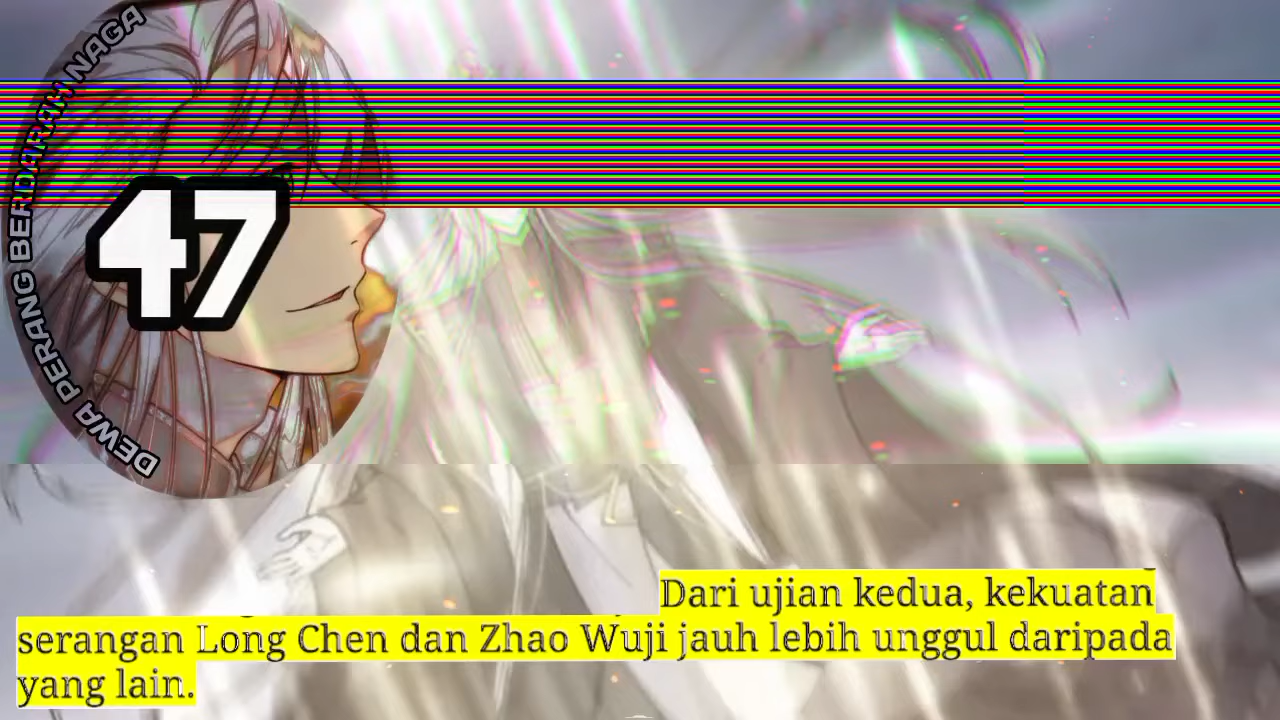 DEWA PERANG BERDARAH NAGA
47
Dari ujian kedua, kekuatan
serangan Long Chen dan Zhao Wuji jauh lebih unggul daripada
yang lain.